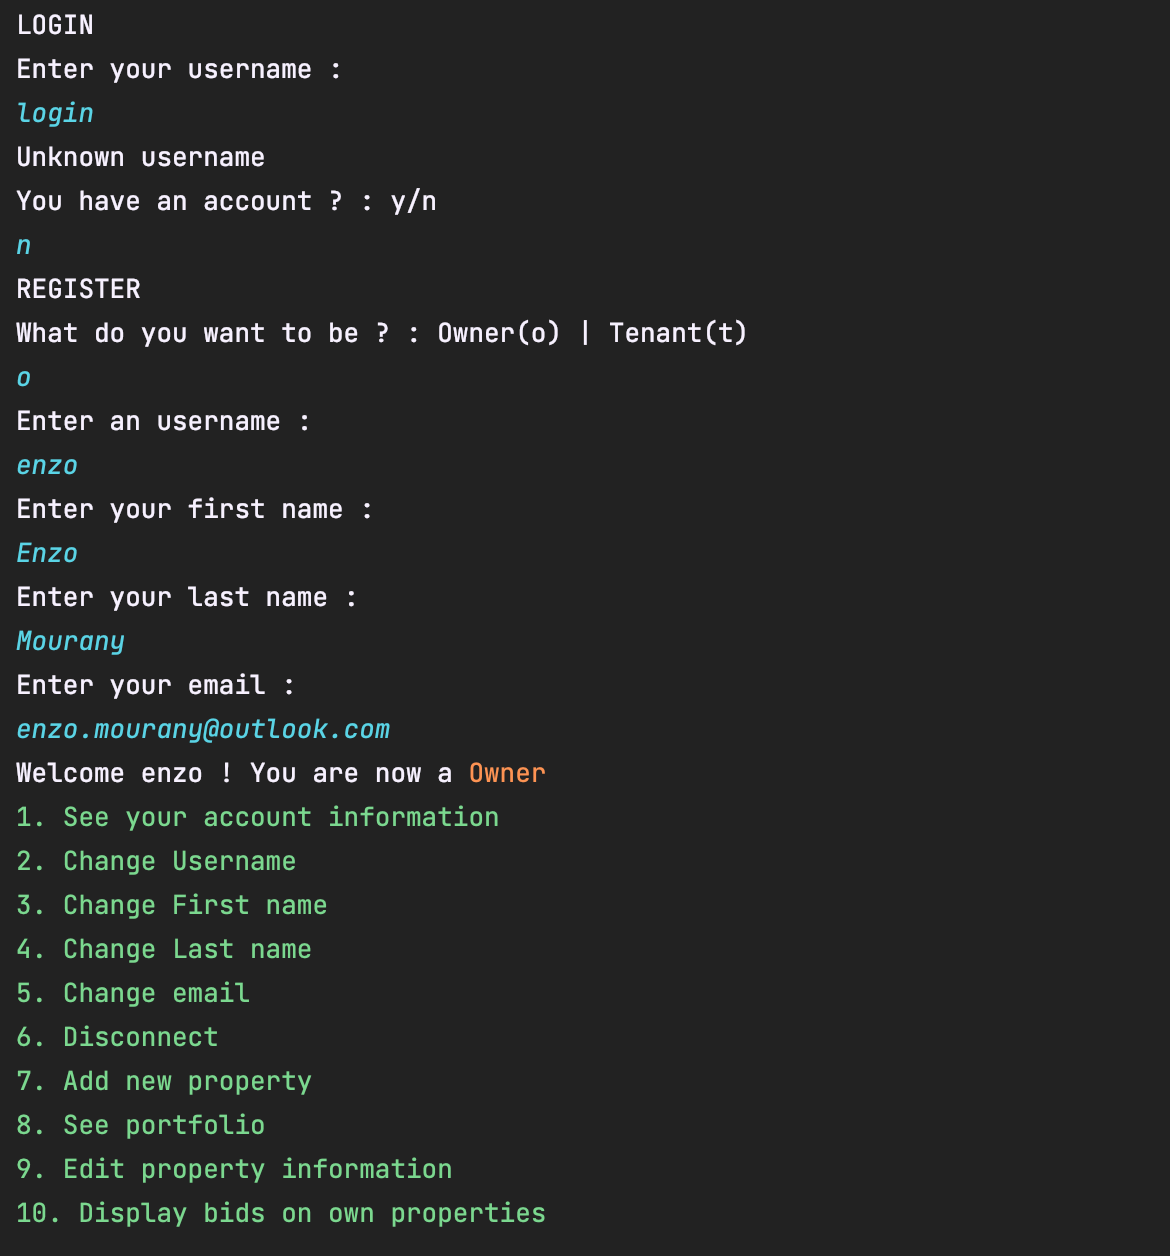 LOGIN
Enter your username :
login
Unknown username
You have an account ? : y/n
n
REGISTER
What do you want to be ? : Owner(o) | Tenant(t)
o
Enter an username :
enzo
Enter your first name :
Enzo
Enter your last name :
Mourany
Enter your email :
enzo.mourany@outlook.com
Welcome enzo ! You are now a Owner
1. See your account information
2. Change Username
3. Change First name
4. Change Last name
5. Change email
6. Disconnect
7. Add new property
8. See portfolio
9. Edit property information
10. Display bids on own properties